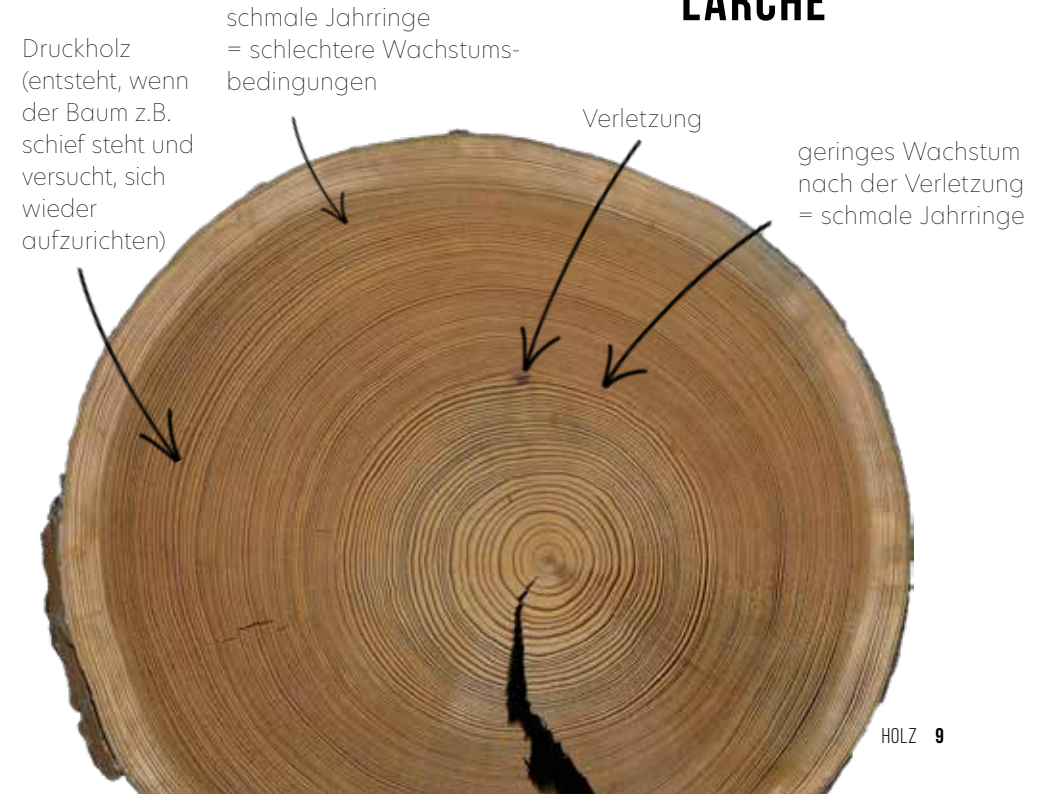 LÄRCHE
schmale Jahrringe
= schlechtere Wachstums-
bedingungen
Druckholz
(entsteht, wenn
der Baum z.B.
schief steht und
versucht, sich
wieder
aufzurichten)
Verletzung
geringes Wachstum
nach der Verletzung
= schmale Jahrringe
HOLZ 9